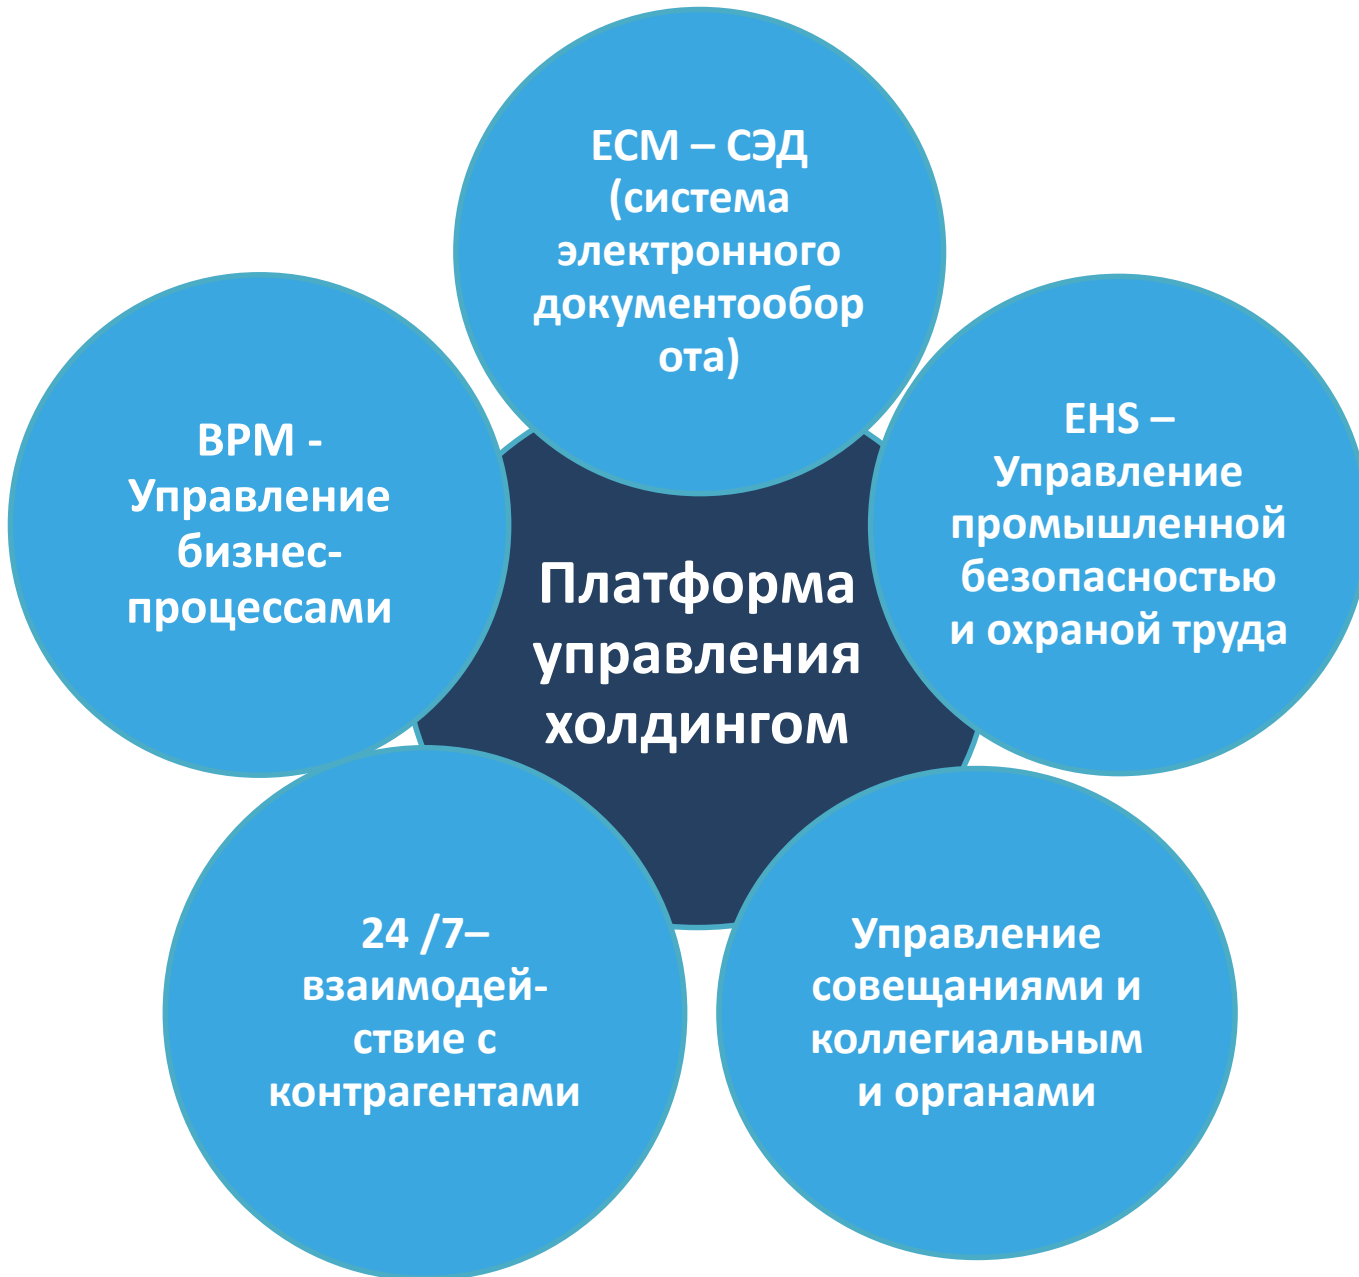 ECM – СЭД
(система
электронного
документообор
ота)
EHS –
Управление
промышленной
безопасностью
и охраной труда
Управление
совещаниями и
коллегиальным
и органами
24 /7–
взаимодей-
ствие с
контрагентами
BPM -
Управление
бизнес-
процессами
Платформа
управления
холдингом